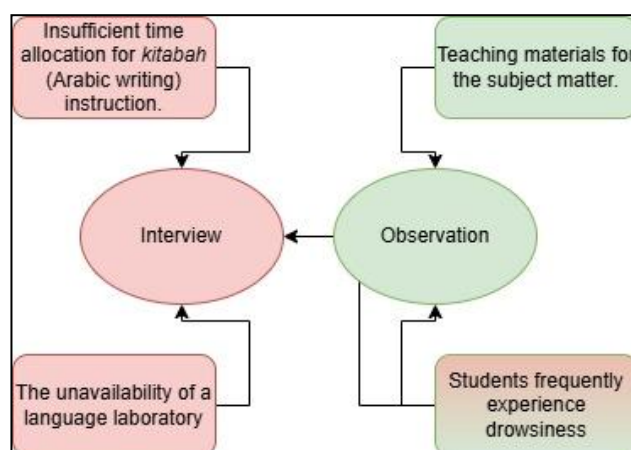 Insufficient time
allocation for kitabah
(Arabic writing)
instruction.
Teaching materials for
the subject matter.
Interview
Observation
The unavailability of a
language laboratory
Students frequently
experience
drowsiness